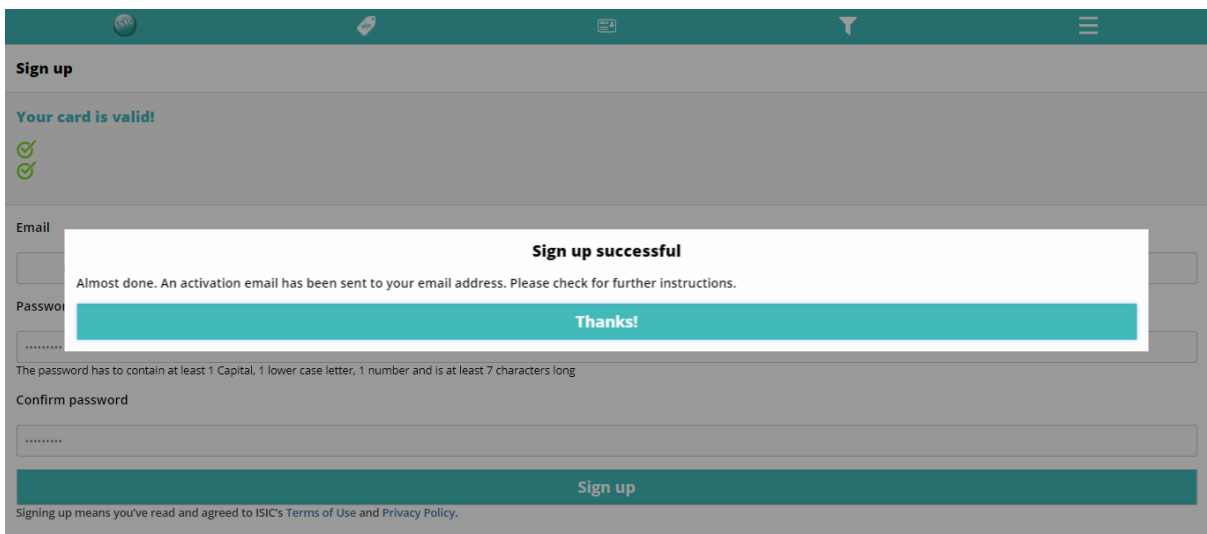 ISIC
Sign up
Your card is valid!
Email
Sign up successful
Almost done. An activation email has been sent to your email address. Please check for further instructions.
Thanks!
The password has to contain at least 1 Capital, 1 lower case letter, 1 number and is at least 7 characters long
Confirm password
Sign up
Signing up means you've read and agreed to ISIC's Terms of Use and Privacy Policy.